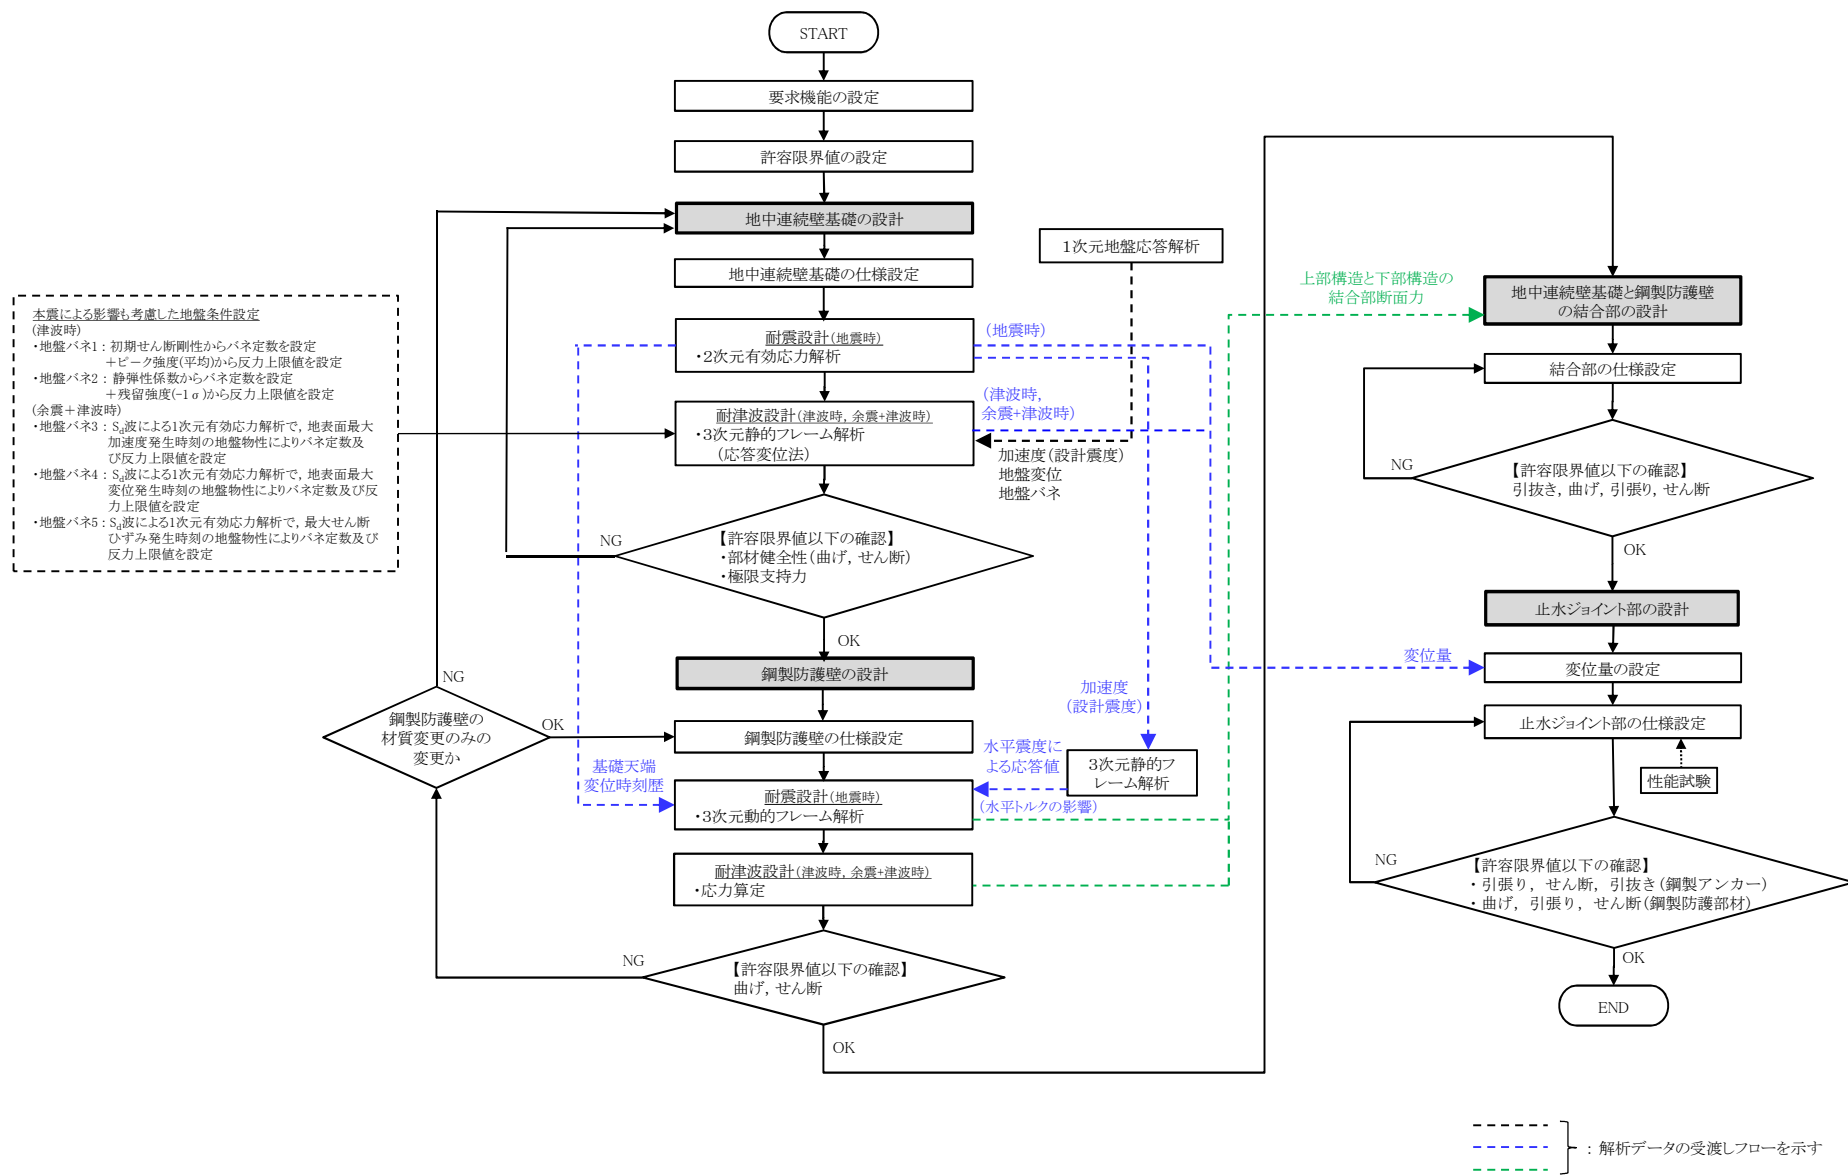 START
要求機能の設定
許容限界値の設定
地中連続壁基礎の設計
地中連続壁基礎の仕様設定
1次元地盤応答解析
本震による影響も考慮した地盤条件設定
(津波時)
・地盤バネ1：初期せん断剛性からバネ定数を設定
＋ピーク強度(平均)から反力上限値を設定
・地盤バネ2：静弾性係数からバネ定数を設定
＋残留強度(-1σ)から反力上限値を設定
(余震＋津波時)
・地盤バネ3：Sd波による1次元有効応力解析で，地表面最大
加速度発生時刻の地盤物性によりバネ定数及
び反力上限値を設定
・地盤バネ4：Sd波による1次元有効応力解析で，地表面最大
変位発生時刻の地盤物性によりバネ定数及び反
力上限値を設定
・地盤バネ5：Sd波による1次元有効応力解析で，最大せん断
ひずみ発生時刻の地盤物性によりバネ定数及び
反力上限値を設定
耐震設計(地震時)
・2次元有効応力解析
(地震時)
耐津波設計(津波時，余震+津波時)
・3次元静的フレーム解析
(応答変位法)
(津波時，
余震+津波時)
加速度(設計震度)
地盤変位
地盤バネ
【許容限界値以下の確認】
・部材健全性(曲げ，せん断)
・極限支持力
NG
OK
鋼製防護壁の設計
鋼製防護壁の仕様設定
NG
鋼製防護壁の
材質変更のみの
変更か
OK
基礎天端
変位時刻歴
耐震設計(地震時)
・3次元動的フレーム解析
加速度
(設計震度)
水平震度に
よる応答値
(水平トルクの影響)
3次元静的フ
レーム解析
耐津波設計(津波時，余震+津波時)
・応力算定
【許容限界値以下の確認】
曲げ，せん断
NG
OK
上部構造と下部構造の
結合部断面力
地中連続壁基礎と鋼製防護壁
の結合部の設計
結合部の仕様設定
NG
【許容限界値以下の確認】
引抜き，曲げ，引張り，せん断
OK
止水ジョイント部の設計
変位量
変位量の設定
止水ジョイント部の仕様設定
性能試験
NG
【許容限界値以下の確認】
・引張り， せん断， 引抜き(鋼製アンカー)
・曲げ， 引張り， せん断(鋼製防護部材)
OK
END
：解析データの受渡しフローを示す